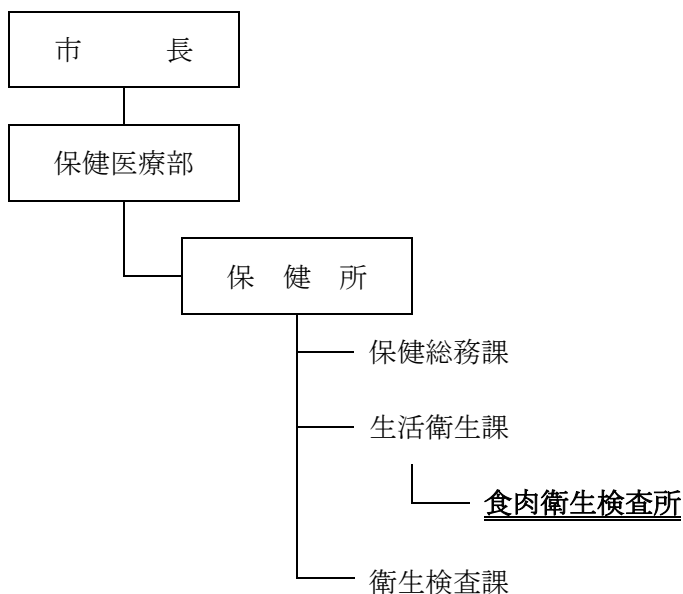 市　　　長
保健医療部
保　健　所
保健総務課
生活衛生課
食肉衛生検査所
衛生検査課